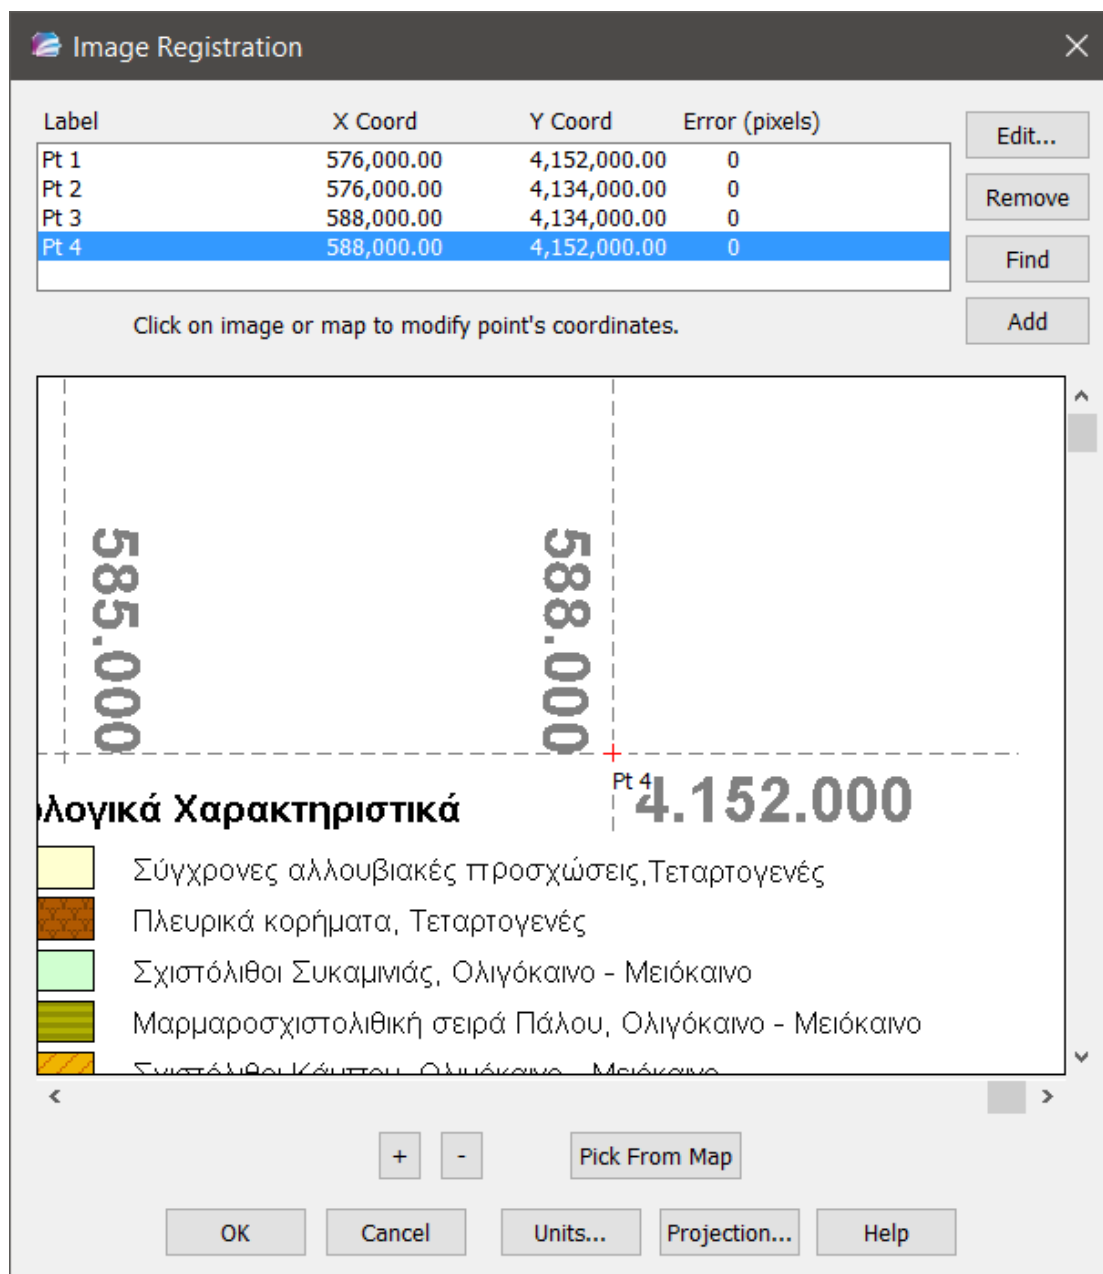 Image Registration
Label X Coord Y Coord Error (pixels)
Pt 1 576,000.00 4,152,000.00 0
Pt 2 576,000.00 4,134,000.00 0
Pt 3 588,000.00 4,134,000.00 0
Pt 4 588,000.00 4,152,000.00 0
Edit...
Remove
Find
Add
Click on image or map to modify point's coordinates.
585.000
588.000
Pt 4
4.152.000
λογικά Χαρακτηριστικά
Σύγχρονες αλλουβιακές προσχώσεις,Τεταρτογενές
Πλευρικά κορήματα, Τεταρτογενές
Σχιστόλιθοι Συκαμινιάς, Ολιγόκαινο - Μειόκαινο
Μαρμαροσχιστολιθική σειρά Πάλου, Ολιγόκαινο - Μειόκαινο
Σχιστόλιθοι Κάμπου, Ολιγόκαινο - Μειόκαινο
+ - Pick From Map
OK Cancel Units... Projection... Help